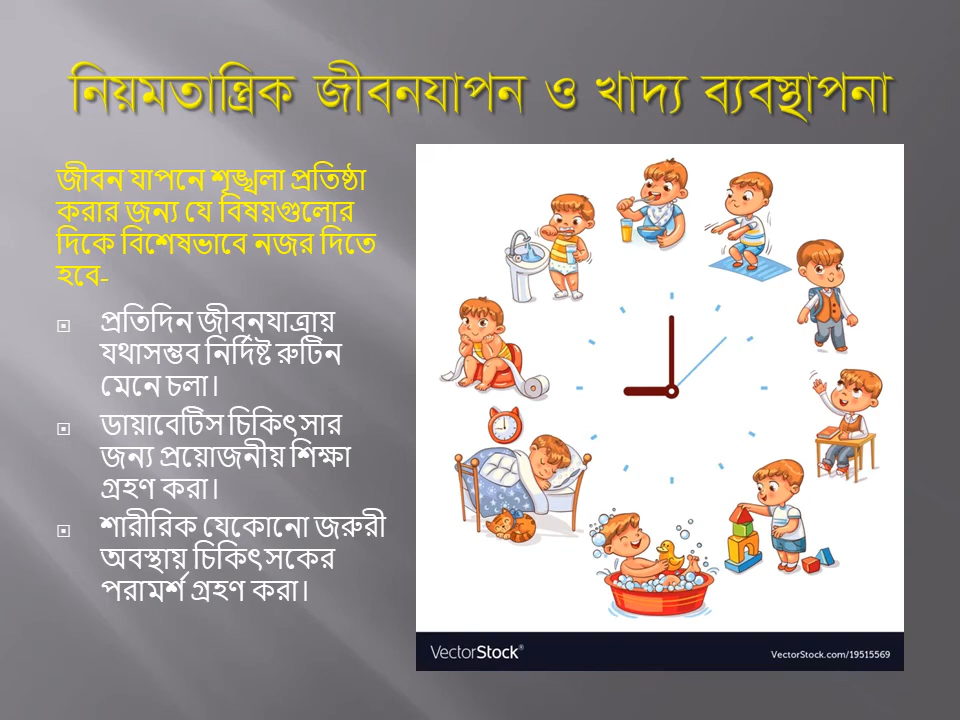 নিয়মতান্ত্রিক জীবনযাপন ও খাদ্য ব্যবস্থাপনা
জীবন যাপনে শৃঙ্খলা প্রতিষ্ঠা
করার জন্য যে বিষয়গুলোর
দিকে বিশেষভাবে নজর দিতে
হবে-
প্রতিদিন জীবনযাত্রায়
যথাসম্ভব নির্দিষ্ট রুটিন
মেনে চলা।
ডায়াবেটিস চিকিৎসার
জন্য প্রয়োজনীয় শিক্ষা
গ্রহণ করা।
শারীরিক যেকোনো জরুরী
অবস্থায় চিকিৎসকের
পরামর্শ গ্রহণ করা।
VectorStock®
VectorStock.com/19515569